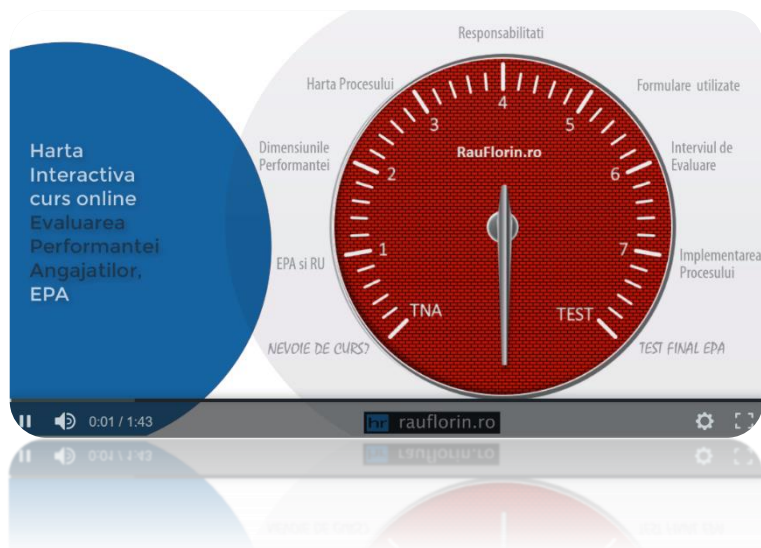 Harta
Interactiva
curs online
Evaluarea
Performantei
Angajatilor,
EPA
Responsabilitati
Harta Procesului
Formulare utilizate
Dimensiunile
Performantei
Interviul de
Evaluare
EPA si RU
Implementarea
Procesului
NEVOIE DE CURS?
TEST FINAL EPA
RauFlorin.ro
TNA
1
2
3
4
5
6
7
TEST
0:01 / 1:43
hr rauflorin.ro